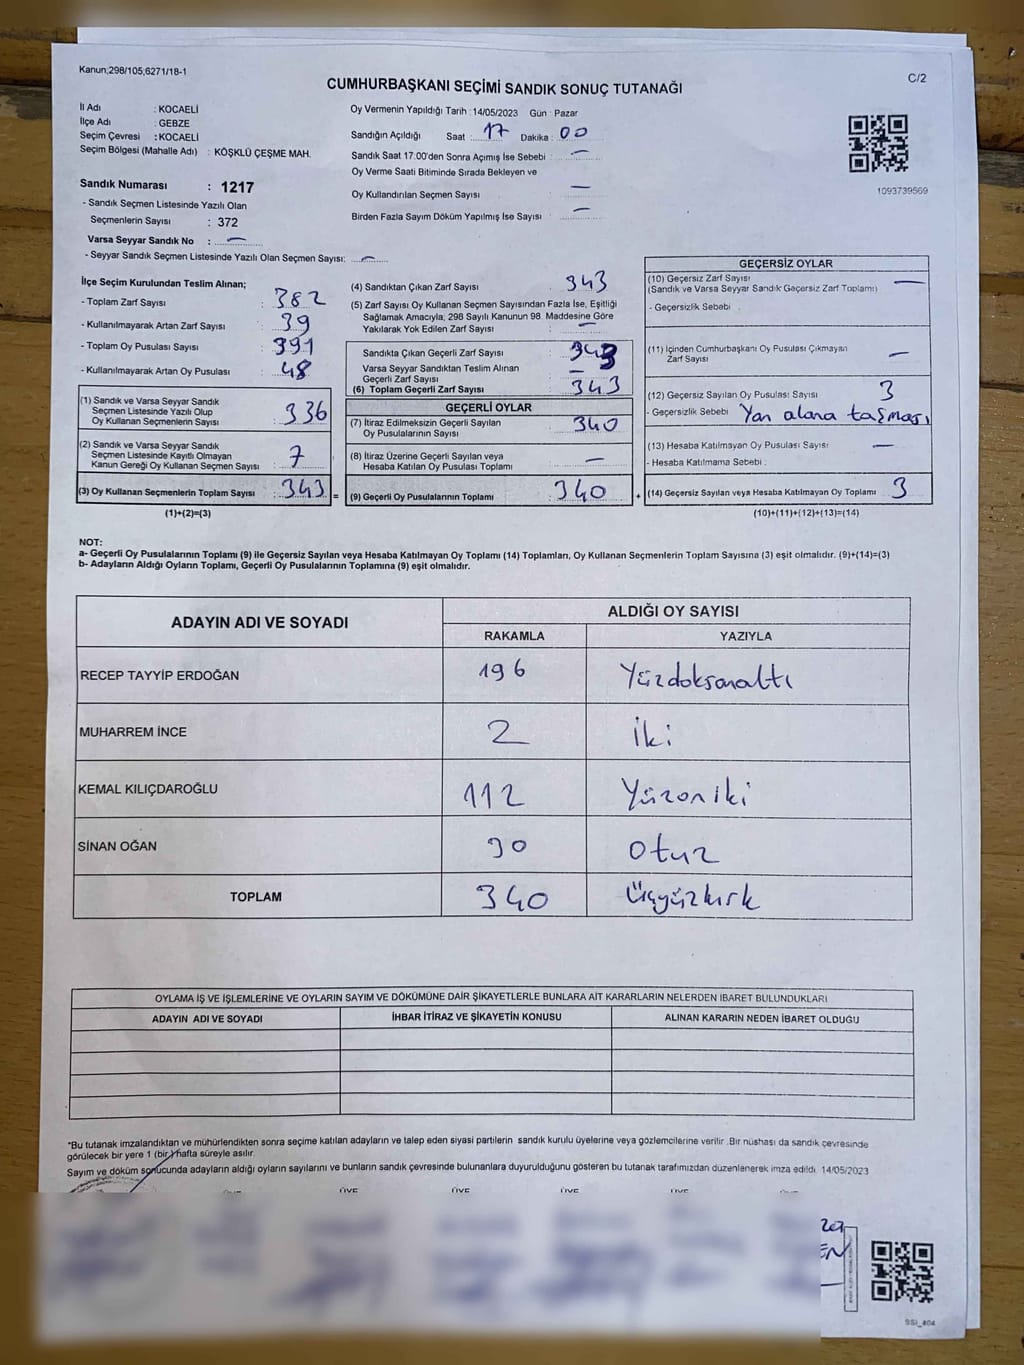 Kanun;298/105;6271/18-1
C/2
CUMHURBAŞKANI SEÇİMİ SANDIK SONUÇ TUTANAĞI
İl Adı : KOCAELİ
İlçe Adı : GEBZE
Seçim Çevresi : KOCAELİ
Seçim Bölgesi (Mahalle Adı) : KÖŞKLÜ ÇEŞME MAH.
Sandık Numarası : 1217
- Sandık Seçmen Listesinde Yazılı Olan
Seçmenlerin Sayısı : 372
Varsa Seyyar Sandık No : —
- Seyyar Sandık Seçmen Listesinde Yazılı Olan Seçmen Sayısı: —
Oy Vermenin Yapıldığı Tarih : 14/05/2023 Gün : Pazar
Sandığın Açıldığı Saat : 17 Dakika : 00
Sandık Saat 17:00'den Sonra Açımış İse Sebebi : —
Oy Verme Saati Bitiminde Sırada Bekleyen ve
Oy Kullandırılan Seçmen Sayısı —
Birden Fazla Sayım Döküm Yapılmış İse Sayısı : —
1093739569
İlçe Seçim Kurulundan Teslim Alınan;
- Toplam Zarf Sayısı : 382
- Kullanılmayarak Artan Zarf Sayısı : 39
- Toplam Oy Pusulası Sayısı : 391
- Kullanılmayarak Artan Oy Pusulası : 48
(1) Sandık ve Varsa Seyyar Sandık
Seçmen Listesinde Yazılı Olup
Oy Kullanan Seçmenlerin Sayısı : 336
(2) Sandık ve Varsa Seyyar Sandık
Seçmen Listesinde Kayıtlı Olmayan
Kanun Gereği Oy Kullanan Seçmen Sayısı : 7
(3) Oy Kullanan Seçmenlerin Toplam Sayısı : 343 =
(1)+(2)=(3)
(4) Sandıktan Çıkan Zarf Sayısı : 343
(5) Zarf Sayısı Oy Kullanan Seçmen Sayısından Fazla İse, Eşitliği
Sağlamak Amacıyla; 298 Sayılı Kanunun 98. Maddesine Göre
Yakılarak Yok Edilen Zarf Sayısı : —
Sandıkta Çıkan Geçerli Zarf Sayısı : 343
Varsa Seyyar Sandıktan Teslim Alınan
Geçerli Zarf Sayısı : —
(6) Toplam Geçerli Zarf Sayısı : 343
GEÇERLİ OYLAR
(7) İtiraz Edilmeksizin Geçerli Sayılan
Oy Pusulalarının Sayısı : 340
(8) İtiraz Üzerine Geçerli Sayılan veya
Hesaba Katılan Oy Pusulası Toplamı : —
(9) Geçerli Oy Pusulalarının Toplamı : 340 +
GEÇERSİZ OYLAR
(10) Geçersiz Zarf Sayısı
(Sandık ve Varsa Seyyar Sandık Geçersiz Zarf Toplamı) —
- Geçersizlik Sebebi :
(11) İçinden Cumhurbaşkanı Oy Pusulası Çıkmayan
Zarf Sayısı —
(12) Geçersiz Sayılan Oy Pusulası Sayısı : 3
- Geçersizlik Sebebi : Yan alana taşması
(13) Hesaba Katılmayan Oy Pusulası Sayısı : —
- Hesaba Katılmama Sebebi :
(14) Geçersiz Sayılan veya Hesaba Katılmayan Oy Toplamı 3
(10)+(11)+(12)+(13)=(14)
NOT:
a- Geçerli Oy Pusulalarının Toplamı (9) ile Geçersiz Sayılan veya Hesaba Katılmayan Oy Toplamı (14) Toplamları, Oy Kullanan Seçmenlerin Toplam Sayısına (3) eşit olmalıdır. (9)+(14)=(3)
b- Adayların Aldığı Oyların Toplamı, Geçerli Oy Pusulalarının Toplamına (9) eşit olmalıdır.
ADAYIN ADI VE SOYADI
ALDIĞI OY SAYISI
RAKAMLA YAZIYLA
RECEP TAYYİP ERDOĞAN 196 Yüzdoksanaltı
MUHARREM İNCE 2 İki
KEMAL KILIÇDAROĞLU 112 Yüzoniki
SİNAN OĞAN 30 otuz
TOPLAM 340 Üçyüzkırk
OYLAMA İŞ VE İŞLEMLERİNE VE OYLARIN SAYIM VE DÖKÜMÜNE DAİR ŞİKAYETLERLE BUNLARA AİT KARARLARIN NELERDEN İBARET BULUNDUKLARI
ADAYIN ADI VE SOYADI İHBAR İTİRAZ VE ŞİKAYETİN KONUSU ALINAN KARARIN NEDEN İBARET OLDUĞU
*Bu tutanak imzalandıktan ve mühürlendikten sonra seçime katılan adayların ve talep eden siyasi partilerin sandık kurulu üyelerine veya gözlemcilerine verilir. Bir nüshası da sandık çevresinde
görülecek bir yere 1 (bir) hafta süreyle asılır.
Sayım ve döküm sonucunda adayların aldığı oyların sayılarını ve bunların sandık çevresinde bulunanlara duyurulduğunu gösteren bu tutanak tarafımızdan düzenlenerek imza edildi. 14/05/2023
ÜYE ÜYE ÜYE ÜYE
SSİ_404